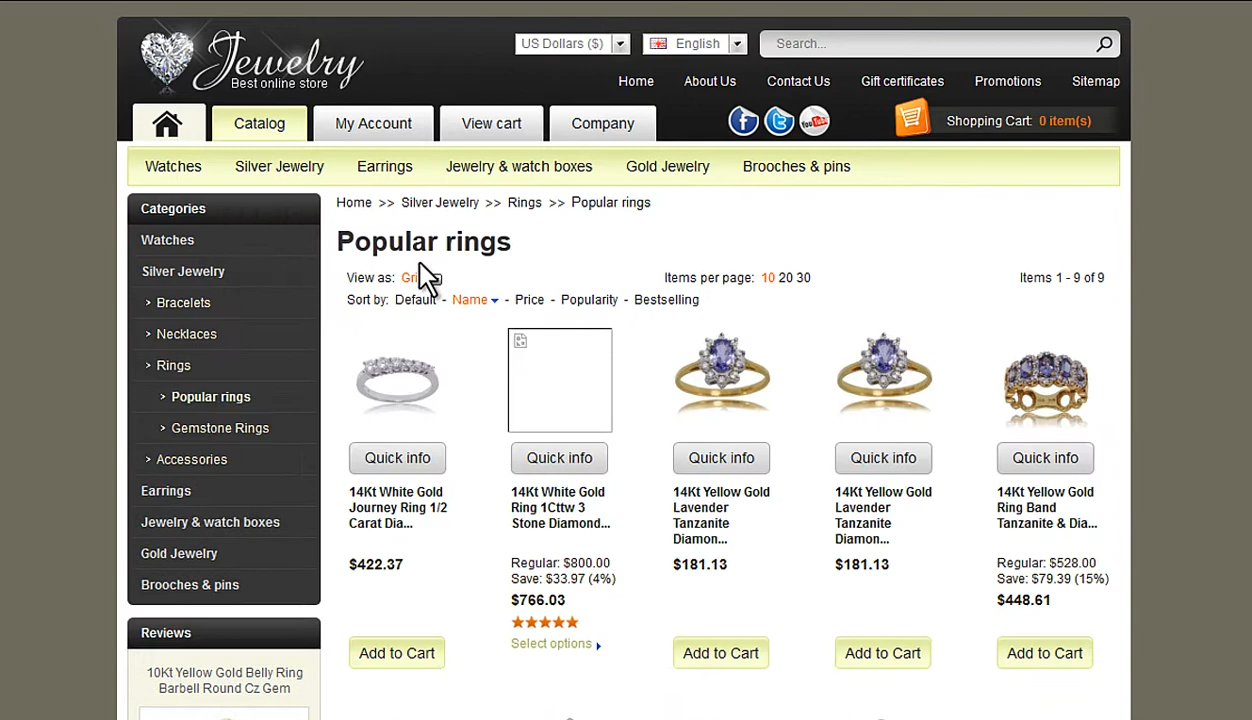 Jewelry
Best online store
US Dollars ($)
English
Search...
Home About Us Contact Us Gift certificates Promotions Sitemap
Catalog My Account View cart Company
Shopping Cart: 0 item(s)
Watches Silver Jewelry Earrings Jewelry & watch boxes Gold Jewelry Brooches & pins
Categories
Watches
Silver Jewelry
Bracelets
Necklaces
Rings
Popular rings
Gemstone Rings
Accessories
Earrings
Jewelry & watch boxes
Gold Jewelry
Brooches & pins
Reviews
10Kt Yellow Gold Belly Ring
Barbell Round Cz Gem
Home >> Silver Jewelry >> Rings >> Popular rings
Popular rings
View as: Items per page: 10 20 30 Items 1 - 9 of 9
Sort by: Default - Name - Price - Popularity - Bestselling
Quick info
14Kt White Gold
Journey Ring 1/2
Carat Dia...
$422.37
Add to Cart
Quick info
14Kt White Gold
Ring 1Cttw 3
Stone Diamond...
Regular: $800.00
Save: $33.97 (4%)
$766.03
Select options
Quick info
14Kt Yellow Gold
Lavender
Tanzanite
Diamon...
$181.13
Add to Cart
Quick info
14Kt Yellow Gold
Lavender
Tanzanite
Diamon...
$181.13
Add to Cart
Quick info
14Kt Yellow Gold
Ring Band
Tanzanite & Dia...
Regular: $528.00
Save: $79.39 (15%)
$448.61
Add to Cart